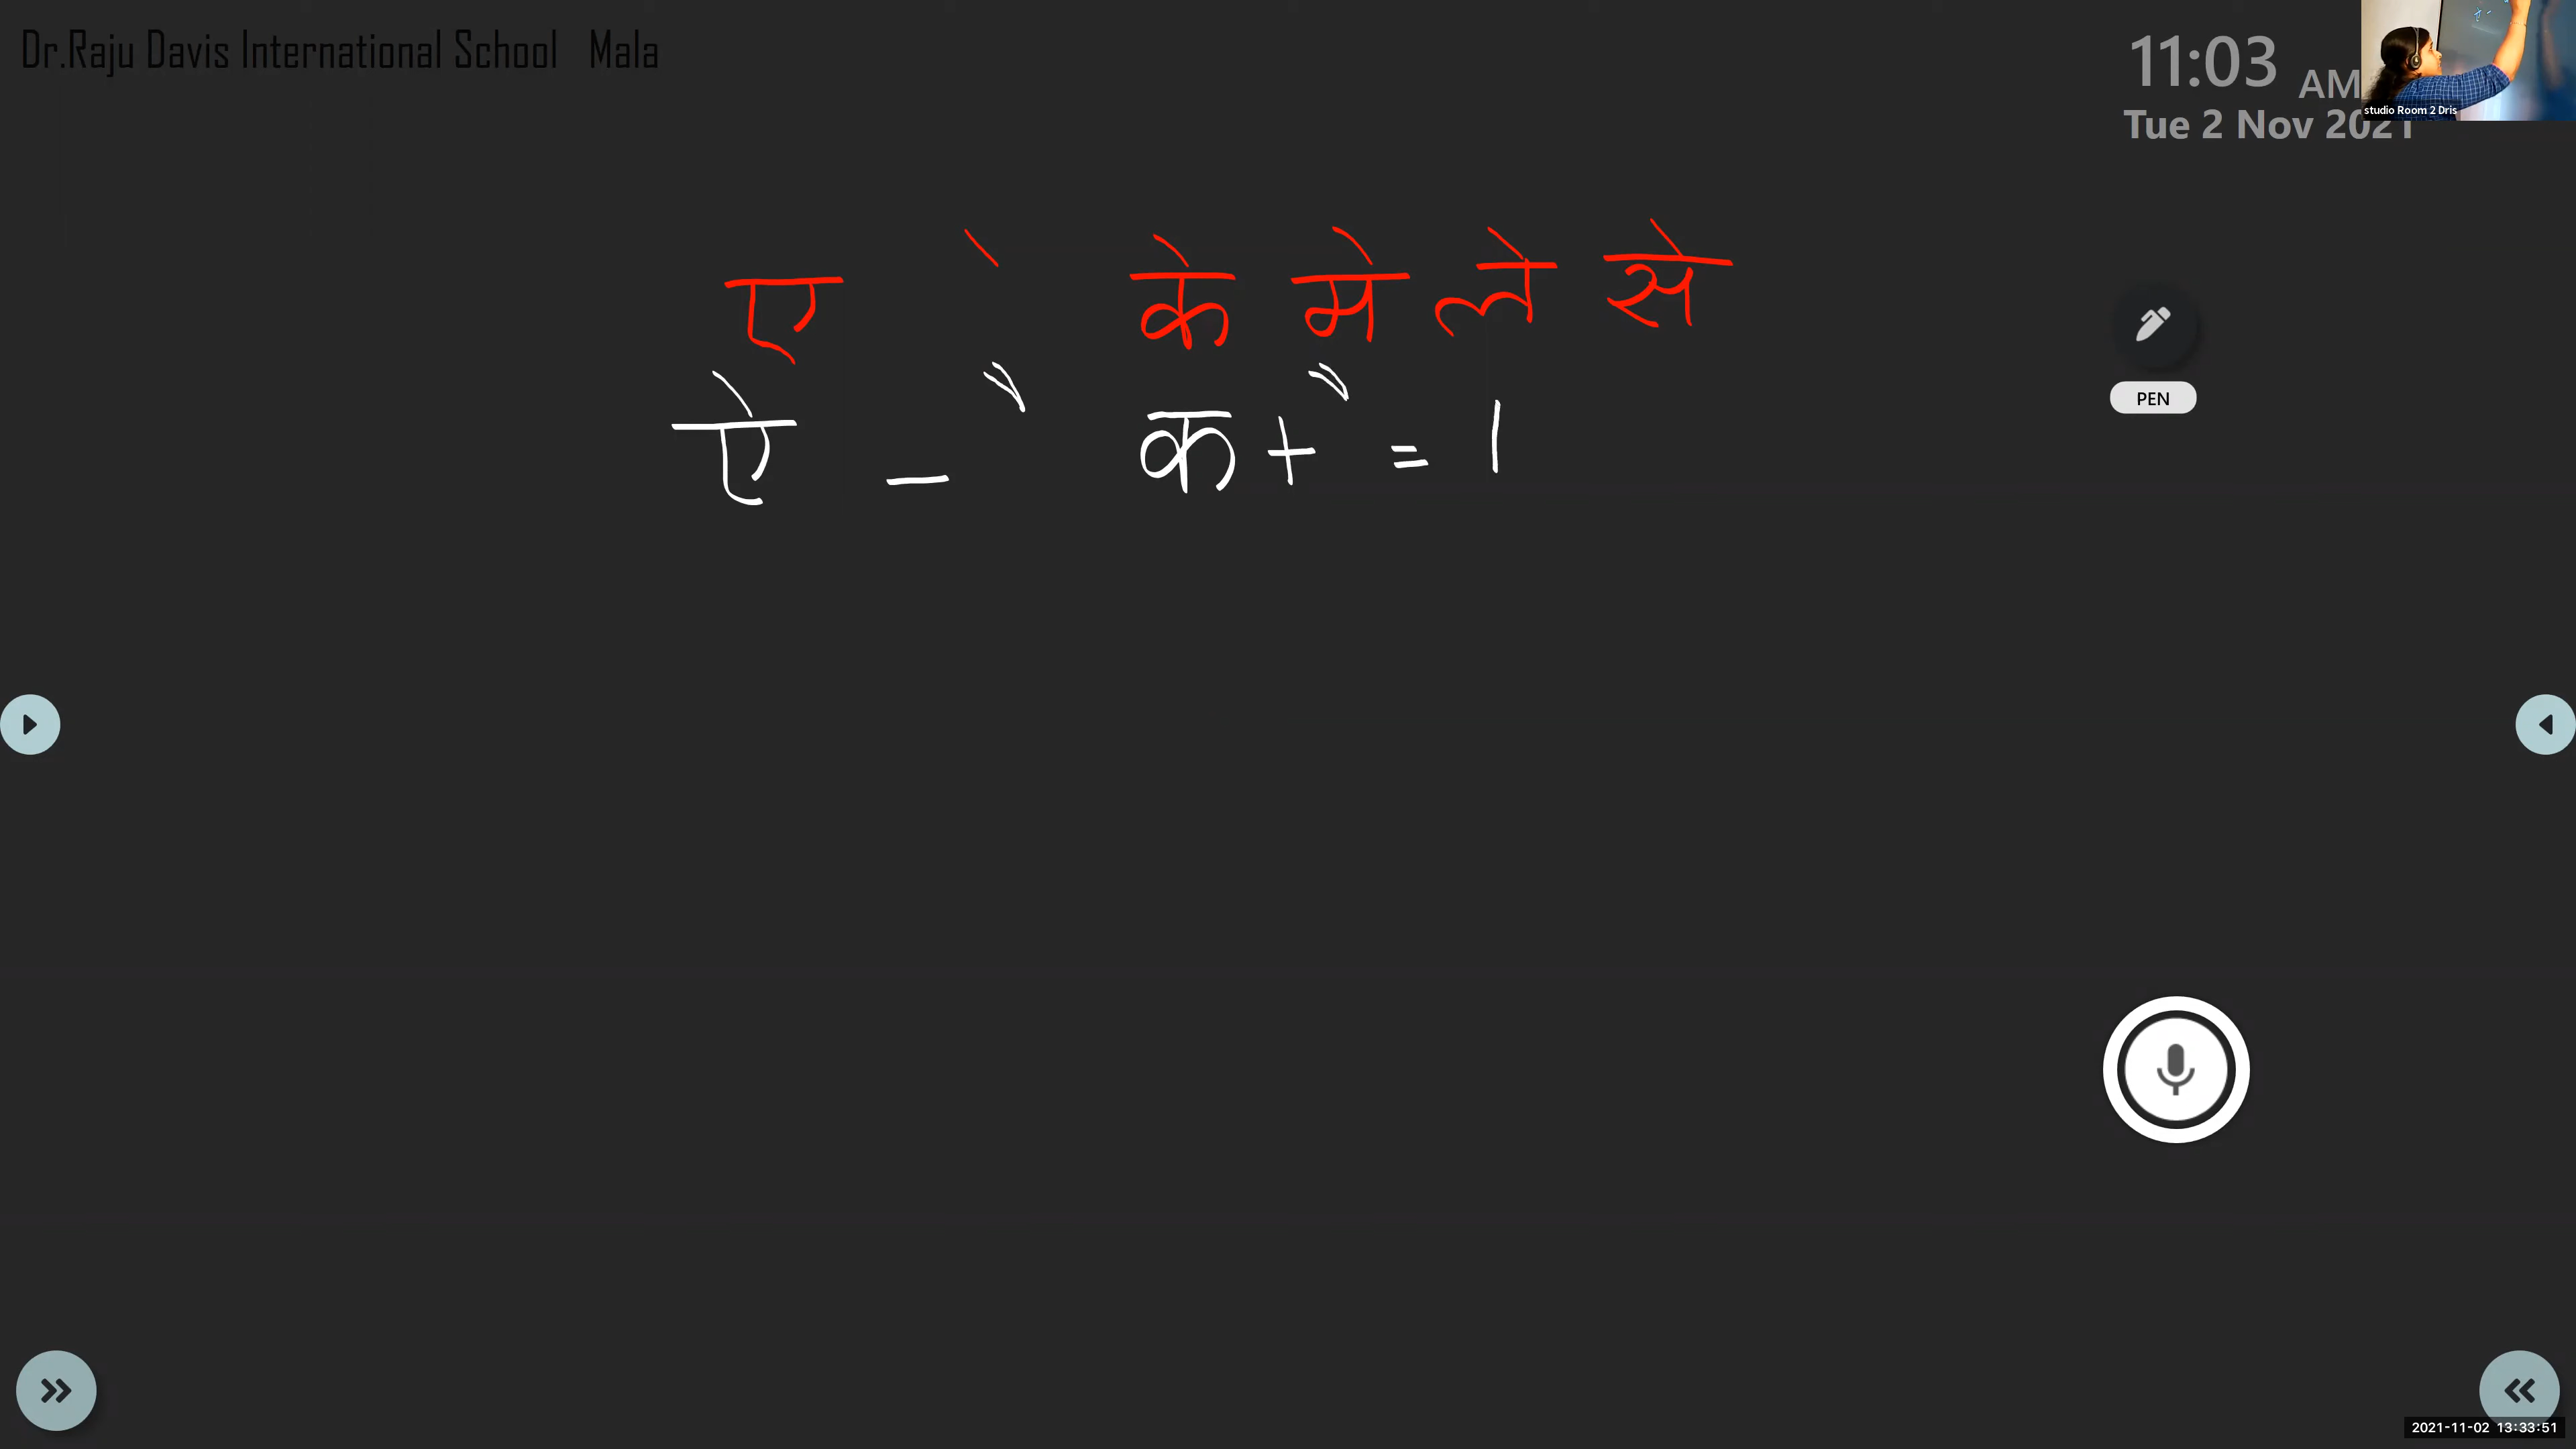 Dr.Raju Davis International School Mala
11:03 AM
Tue 2 Nov 2021
studio Room 2 Dris
ए े के मे ले से
PEN
ऐ – ै क + ै = ।
2021-11-02 13:33:51